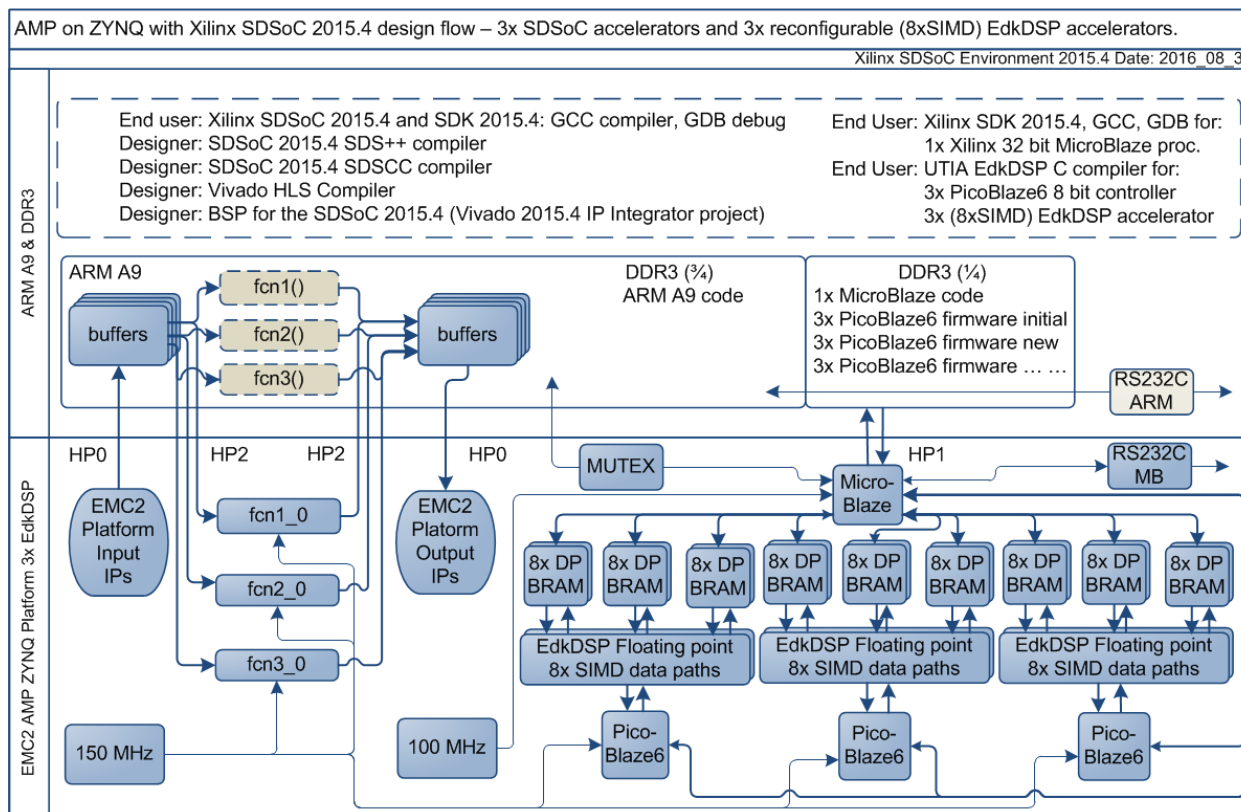 AMP on ZYNQ with Xilinx SDSoC 2015.4 design flow – 3x SDSoC accelerators and 3x reconfigurable (8xSIMD) EdkDSP accelerators.
Xilinx SDSoC Environment 2015.4 Date: 2016_08_3
ARM A9 & DDR3
End user: Xilinx SDSoC 2015.4 and SDK 2015.4: GCC compiler, GDB debug
Designer: SDSoC 2015.4 SDS++ compiler
Designer: SDSoC 2015.4 SDSCC compiler
Designer: Vivado HLS Compiler
Designer: BSP for the SDSoC 2015.4 (Vivado 2015.4 IP Integrator project)
End User: Xilinx SDK 2015.4, GCC, GDB for:
1x Xilinx 32 bit MicroBlaze proc.
End User: UTIA EdkDSP C compiler for:
3x PicoBlaze6 8 bit controller
3x (8xSIMD) EdkDSP accelerator
ARM A9
buffers
fcn1()
fcn2()
fcn3()
buffers
DDR3 (¾)
ARM A9 code
DDR3 (¼)
1x MicroBlaze code
3x PicoBlaze6 firmware initial
3x PicoBlaze6 firmware new
3x PicoBlaze6 firmware … …
RS232C
ARM
EMC2 AMP ZYNQ Platform 3x EdkDSP
HP0
HP2
HP2
HP0
HP1
MUTEX
Micro-
Blaze
RS232C
MB
EMC2
Platform
Input
IPs
fcn1_0
fcn2_0
fcn3_0
EMC2
Platorm
Output
IPs
8x DP
BRAM
8x DP
BRAM
8x DP
BRAM
8x DP
BRAM
8x DP
BRAM
8x DP
BRAM
8x DP
BRAM
8x DP
BRAM
8x DP
BRAM
EdkDSP Floating point
8x SIMD data paths
EdkDSP Floating point
8x SIMD data paths
EdkDSP Floating point
8x SIMD data paths
150 MHz
100 MHz
Pico-
Blaze6
Pico-
Blaze6
Pico-
Blaze6